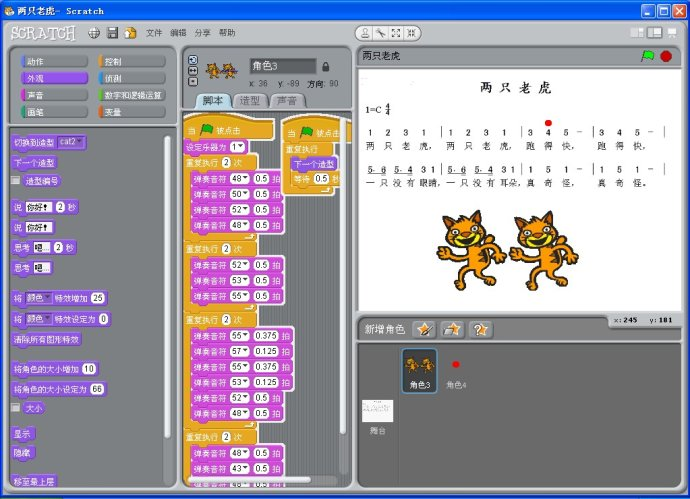 两只老虎- Scratch
SCRATCH 文件 编辑 分享 帮助
动作 控制
外观 侦测
声音 数字和逻辑运算
画笔 变量
切换到造型 cat2
下一个造型
造型编号
说 你好! 2 秒
说 你好!
思考 嗯... 2 秒
思考 嗯...
将 颜色 特效增加 25
将 颜色 特效设定为 0
清除所有图形特效
将角色的大小增加 10
将角色的大小设定为 66
大小
显示
隐藏
移至最上层
角色3
x: 36 y: -89 方向: 90
脚本 造型 声音
当 被点击
设定乐器为 1
重复执行 2 次
弹奏音符 48 0.5 拍
弹奏音符 50 0.5 拍
弹奏音符 52 0.5 拍
弹奏音符 48 0.5 拍
重复执行 2 次
弹奏音符 52 0.5 拍
弹奏音符 53 0.5 拍
弹奏音符 55 0.5 拍
重复执行 2 次
弹奏音符 55 0.375 拍
弹奏音符 57 0.125 拍
弹奏音符 55 0.375 拍
弹奏音符 53 0.125 拍
弹奏音符 52 0.5 拍
弹奏音符 48 0.5 拍
重复执行 2 次
弹奏音符 48 0.5 拍
弹奏音符 43 0.5 拍
弹奏音符 48 0.5 拍
当 被点击
重复执行
下一个造型
等待 0.5 秒
两只老虎
两 只 老 虎
1=C 4/4
1 2 3 1 | 1 2 3 1 | 3 4 5 - | 3 4 5 - |
两 只 老 虎, 两 只 老 虎, 跑 得 快, 跑 得 快,
5·6 5·4 3 1 | 5·6 5·4 3 1 | 1 5 1 - | 1 5 1 - |
一 只 没 有 眼睛, 一 只 没 有 耳朵, 真 奇 怪, 真 奇 怪。
x: -245 y: 181
新增角色
角色3 角色4
舞台